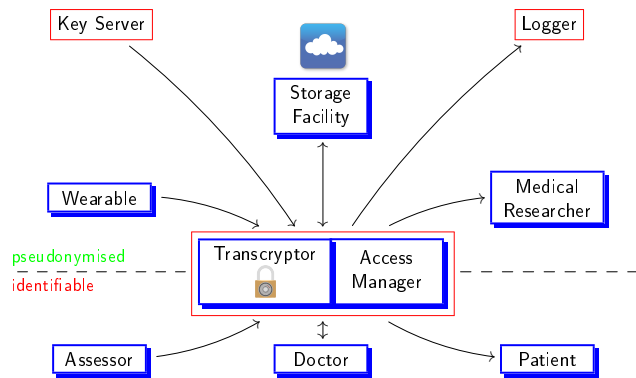 Key Server
Logger
Storage
Facility
Wearable
Medical
Researcher
pseudonymised
identifiable
Transcryptor
Access
Manager
Assessor
Doctor
Patient